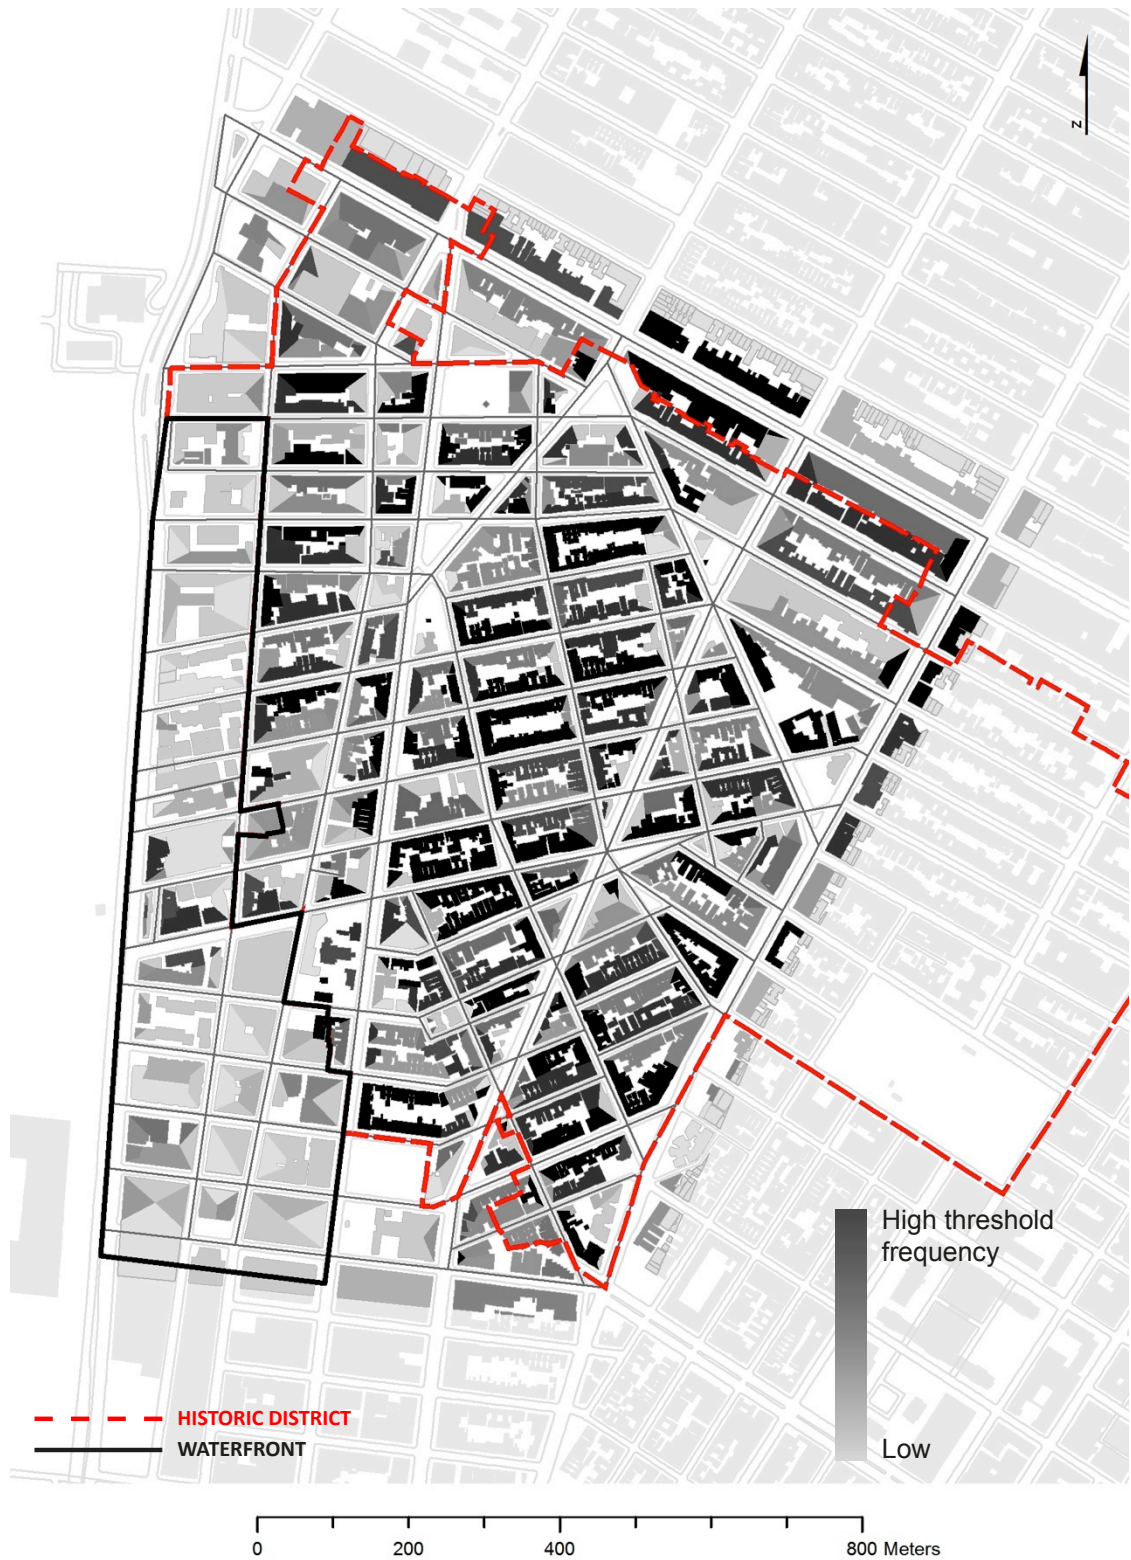 N
High threshold
frequency
Low
HISTORIC DISTRICT
WATERFRONT
0 200 400 800 Meters